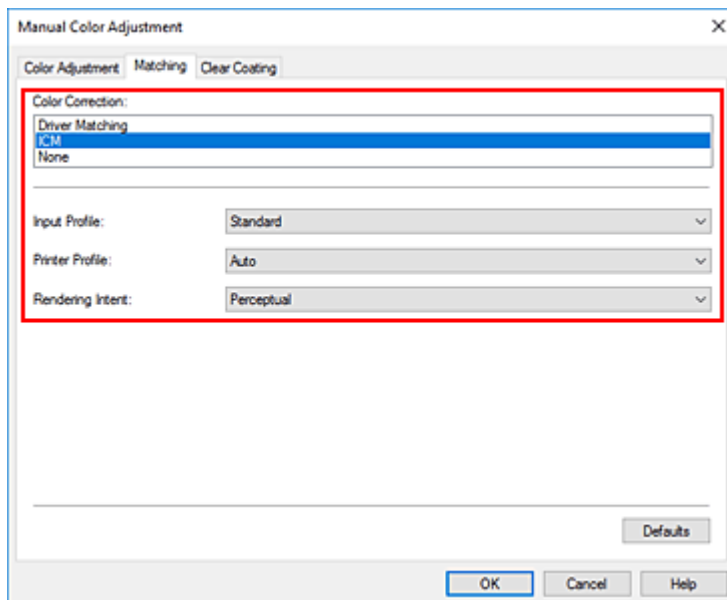 Manual Color Adjustment
Color Adjustment Matching Clear Coating
Color Correction:
Driver Matching
ICM
None
Input Profile: Standard
Printer Profile: Auto
Rendering Intent: Perceptual
Defaults
OK Cancel Help